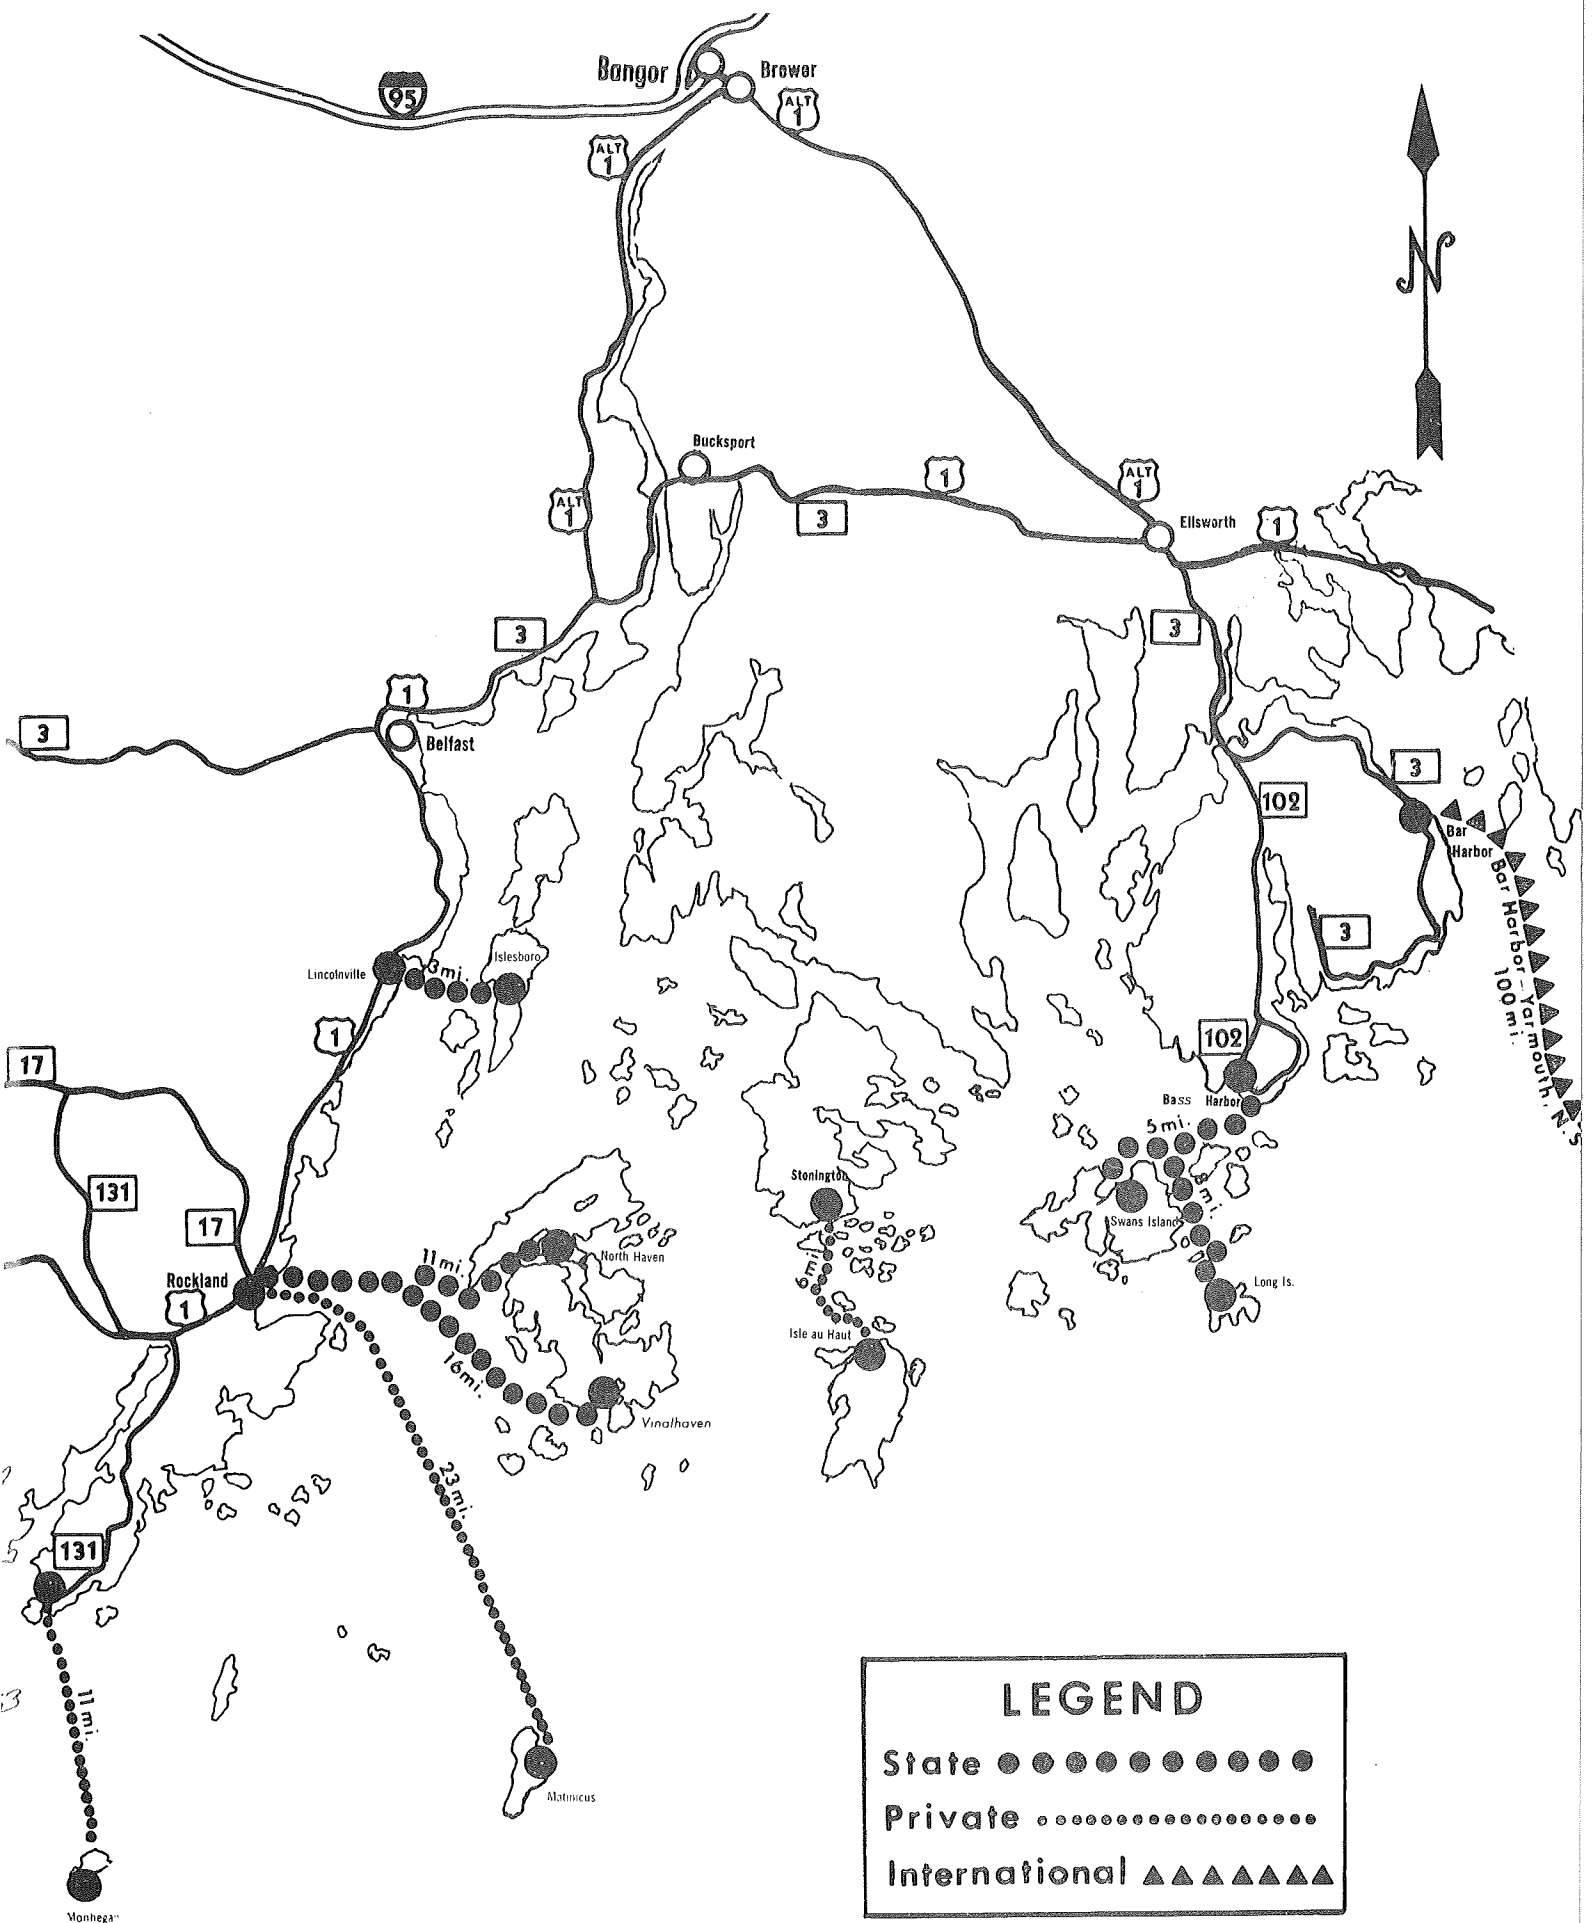 Bangor
Brewer
95
ALT
1
ALT
1
N
Bucksport
1
ALT
1
ALT
1
3
Ellsworth
1
3
3
1
3
Belfast
3
102
Bar
Harbor
Bar Harbor - Yarmouth, N.S
100 mi.
3
Lincolnville
3 mi.
Islesboro
1
102
17
Bass Harbor
5 mi.
131
17
Stonington
8 mi.
Swans Island
11 mi.
North Haven
Rockland
1
6 mi.
Long Is.
Isle au Haut
16 mi.
Vinalhaven
23 mi.
131
11 mi.
Matinicus
LEGEND
State
Private
International